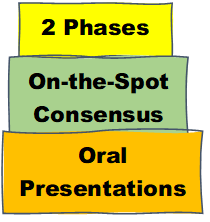 2 Phases
On-the-Spot
Consensus
Oral
Presentations